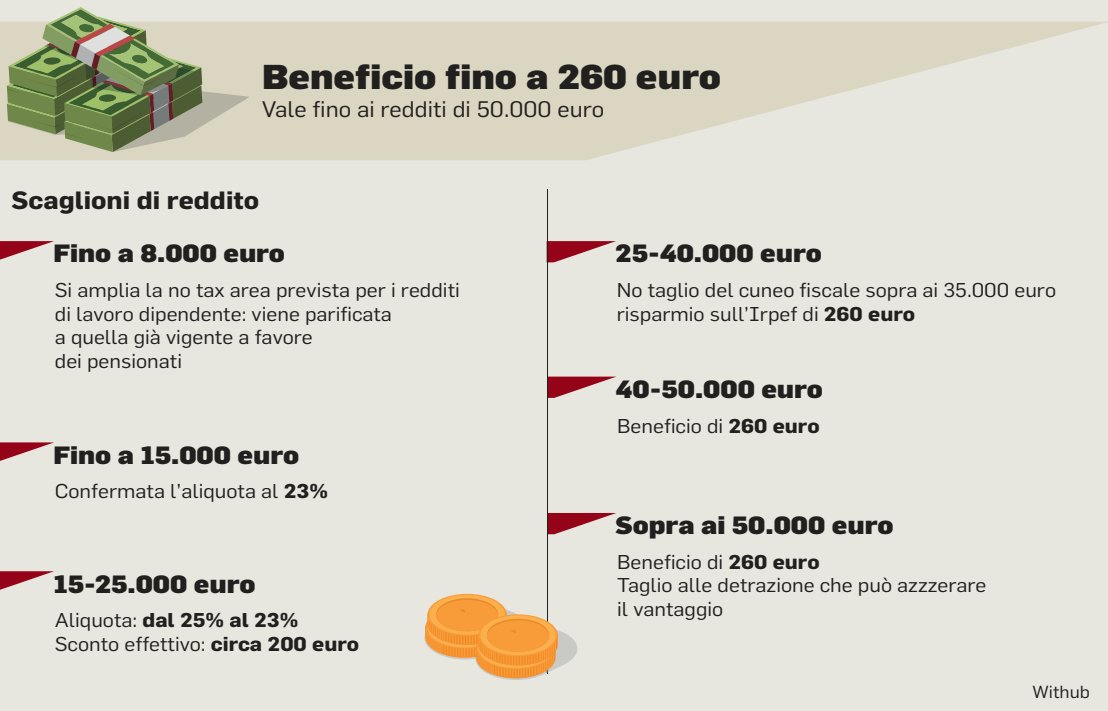 Beneficio fino a 260 euro
Vale fino ai redditi di 50.000 euro
Scaglioni di reddito
Fino a 8.000 euro
Si amplia la no tax area prevista per i redditi
di lavoro dipendente: viene parificata
a quella già vigente a favore
dei pensionati
Fino a 15.000 euro
Confermata l'aliquota al 23%
15-25.000 euro
Aliquota: dal 25% al 23%
Sconto effettivo: circa 200 euro
25-40.000 euro
No taglio del cuneo fiscale sopra ai 35.000 euro
risparmio sull'Irpef di 260 euro
40-50.000 euro
Beneficio di 260 euro
Sopra ai 50.000 euro
Beneficio di 260 euro
Taglio alle detrazione che può azzzerare
il vantaggio
Withub